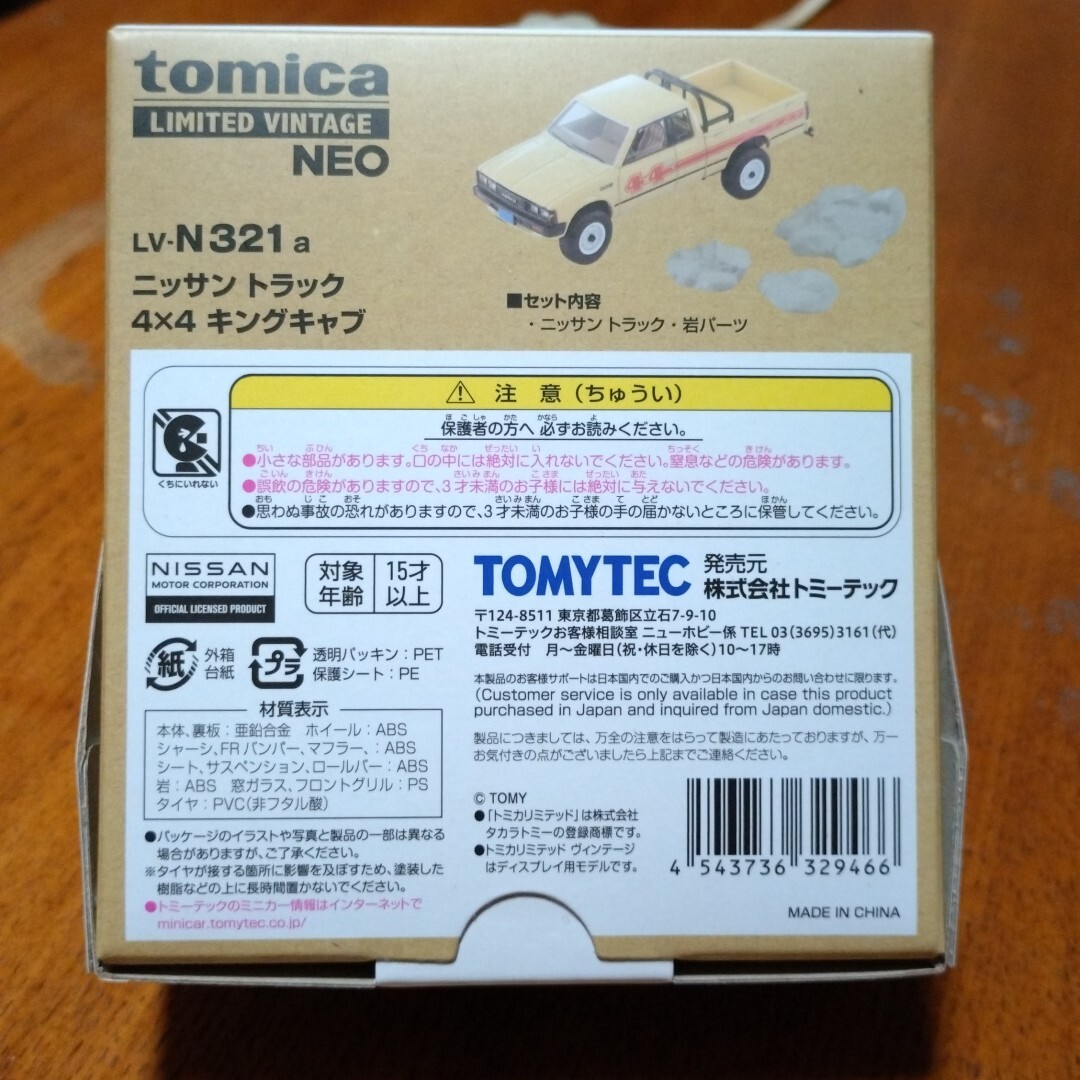 tomica
LIMITED VINTAGE
NEO
LV-N321a
ニッサン トラック
4×4 キングキャブ
■セット内容
・ニッサン トラック・岩パーツ
⚠ 注 意（ちゅうい）
保護者の方へ 必ずお読みください。
●小さな部品があります。口の中には絶対に入れないでください。窒息などの危険があります。
●誤飲の危険がありますので、3才未満のお子様には絶対に与えないでください。
●思わぬ事故の恐れがありますので、3才未満のお子様の手の届かないところに保管してください。
くちにいれない
NISSAN
MOTOR CORPORATION
OFFICIAL LICENSED PRODUCT
対象
年齢
15才
以上
紙
外箱
台紙
プラ
透明パッキン：PET
保護シート：PE
材質表示
本体、裏板：亜鉛合金 ホイール：ABS
シャーシ、FRバンパー、マフラー、：ABS
シート、サスペンション、ロールバー：ABS
岩：ABS 窓ガラス、フロントグリル：PS
タイヤ：PVC（非フタル酸）
●パッケージのイラストや写真と製品の一部は異なる
場合がありますが、ご了承ください。
※タイヤが接する箇所に影響を及ぼすため、塗装した
樹脂などの上に長時間置かないでください。
●トミーテックのミニカー情報はインターネットで
minicar.tomytec.co.jp/
TOMYTEC
発売元
株式会社トミーテック
〒124-8511 東京都葛飾区立石7-9-10
トミーテックお客様相談室 ニューホビー係 TEL 03（3695）3161（代）
電話受付 月〜金曜日（祝・休日を除く）10〜17時
本製品のお客様サポートは日本国内でのご購入かつ日本国内からのお問い合わせに限ります。
（Customer service is only available in case this product
purchased in Japan and inquired from Japan domestic.）
製品につきましては、万全の注意をはらって製造にあたっておりますが、万一
お気付きの点がございましたら上記までご連絡ください。
© TOMY
●「トミカリミテッド」は株式会社
タカラトミーの登録商標です。
●トミカリミテッド ヴィンテージ
はディスプレイ用モデルです。
4 543736 329466
MADE IN CHINA